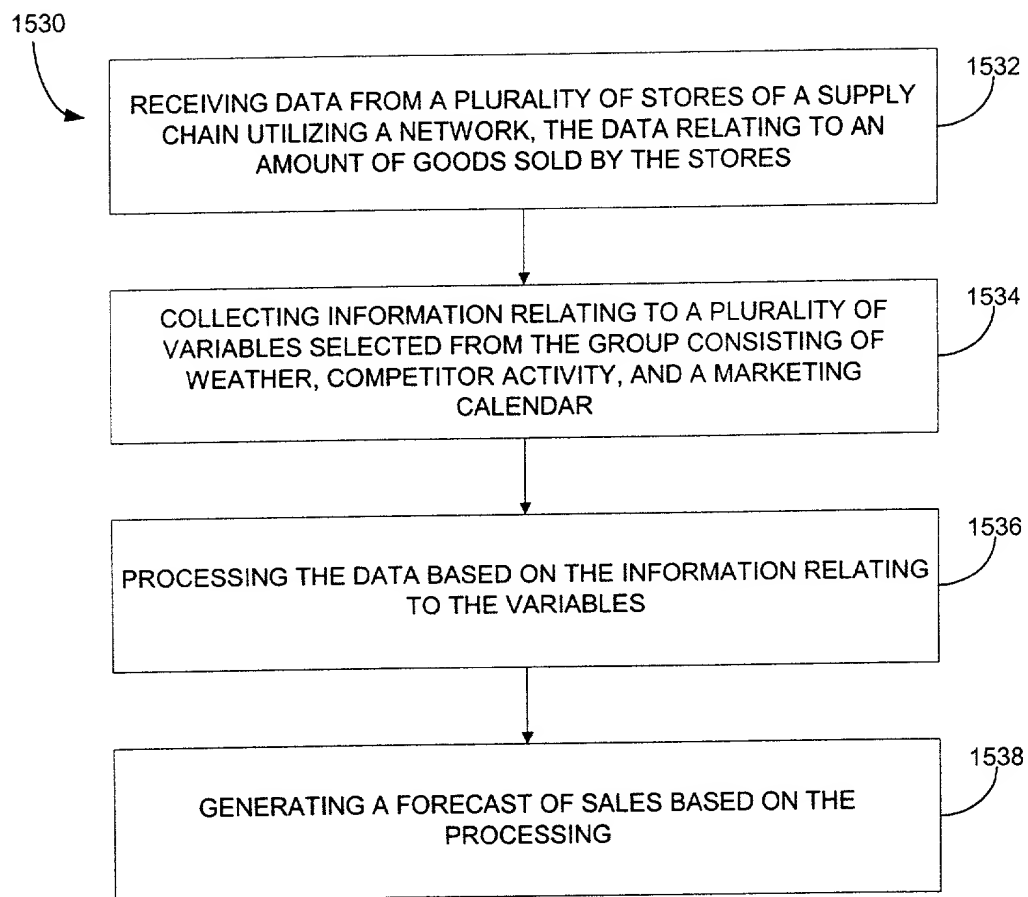 1530
1532
RECEIVING DATA FROM A PLURALITY OF STORES OF A SUPPLY
CHAIN UTILIZING A NETWORK, THE DATA RELATING TO AN
AMOUNT OF GOODS SOLD BY THE STORES
1534
COLLECTING INFORMATION RELATING TO A PLURALITY OF
VARIABLES SELECTED FROM THE GROUP CONSISTING OF
WEATHER, COMPETITOR ACTIVITY, AND A MARKETING
CALENDAR
1536
PROCESSING THE DATA BASED ON THE INFORMATION RELATING
TO THE VARIABLES
1538
GENERATING A FORECAST OF SALES BASED ON THE
PROCESSING